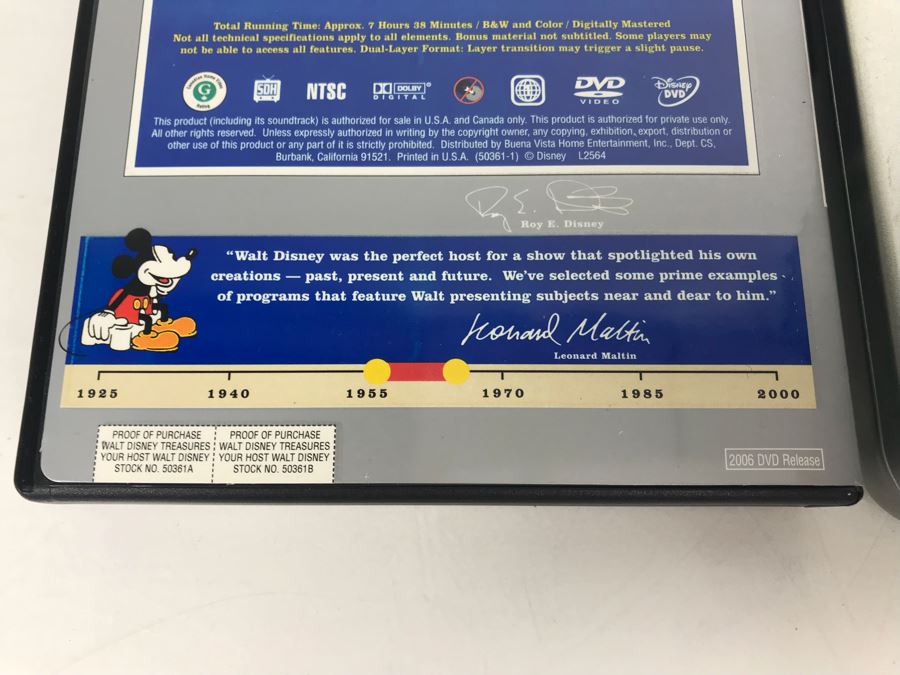 Total Running Time: Approx. 7 Hours 38 Minutes / B&W and Color / Digitally Mastered
Not all technical specifications apply to all elements. Bonus material not subtitled. Some players may
not be able to access all features. Dual-Layer Format: Layer transition may trigger a slight pause.
Canadian Home Video
G
Rating
SDH
NTSC
DOLBY
DIGITAL
DVD
VIDEO
Disney
DVD
This product (including its soundtrack) is authorized for sale in U.S.A. and Canada only. This product is authorized for private use only.
All other rights reserved. Unless expressly authorized in writing by the copyright owner, any copying, exhibition, export, distribution or
other use of this product or any part of it is strictly prohibited. Distributed by Buena Vista Home Entertainment, Inc., Dept. CS,
Burbank, California 91521. Printed in U.S.A. (50361-1) © Disney L2564
Roy E. Disney
Roy E. Disney
“Walt Disney was the perfect host for a show that spotlighted his own
creations — past, present and future. We’ve selected some prime examples
of programs that feature Walt presenting subjects near and dear to him.”
Leonard Maltin
Leonard Maltin
1925 1940 1955 1970 1985 2000
PROOF OF PURCHASE PROOF OF PURCHASE
WALT DISNEY TREASURES WALT DISNEY TREASURES
YOUR HOST WALT DISNEY YOUR HOST WALT DISNEY
STOCK NO. 50361A STOCK NO. 50361B
2006 DVD Release